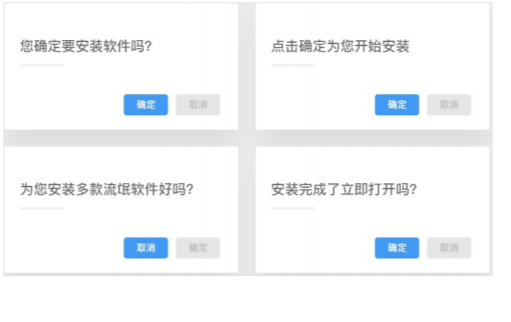 您确定要安装软件吗?
确定 取消
点击确定为您开始安装
确定 取消
为您安装多款流氓软件好吗?
取消 确定
安装完成了立即打开吗?
确定 取消